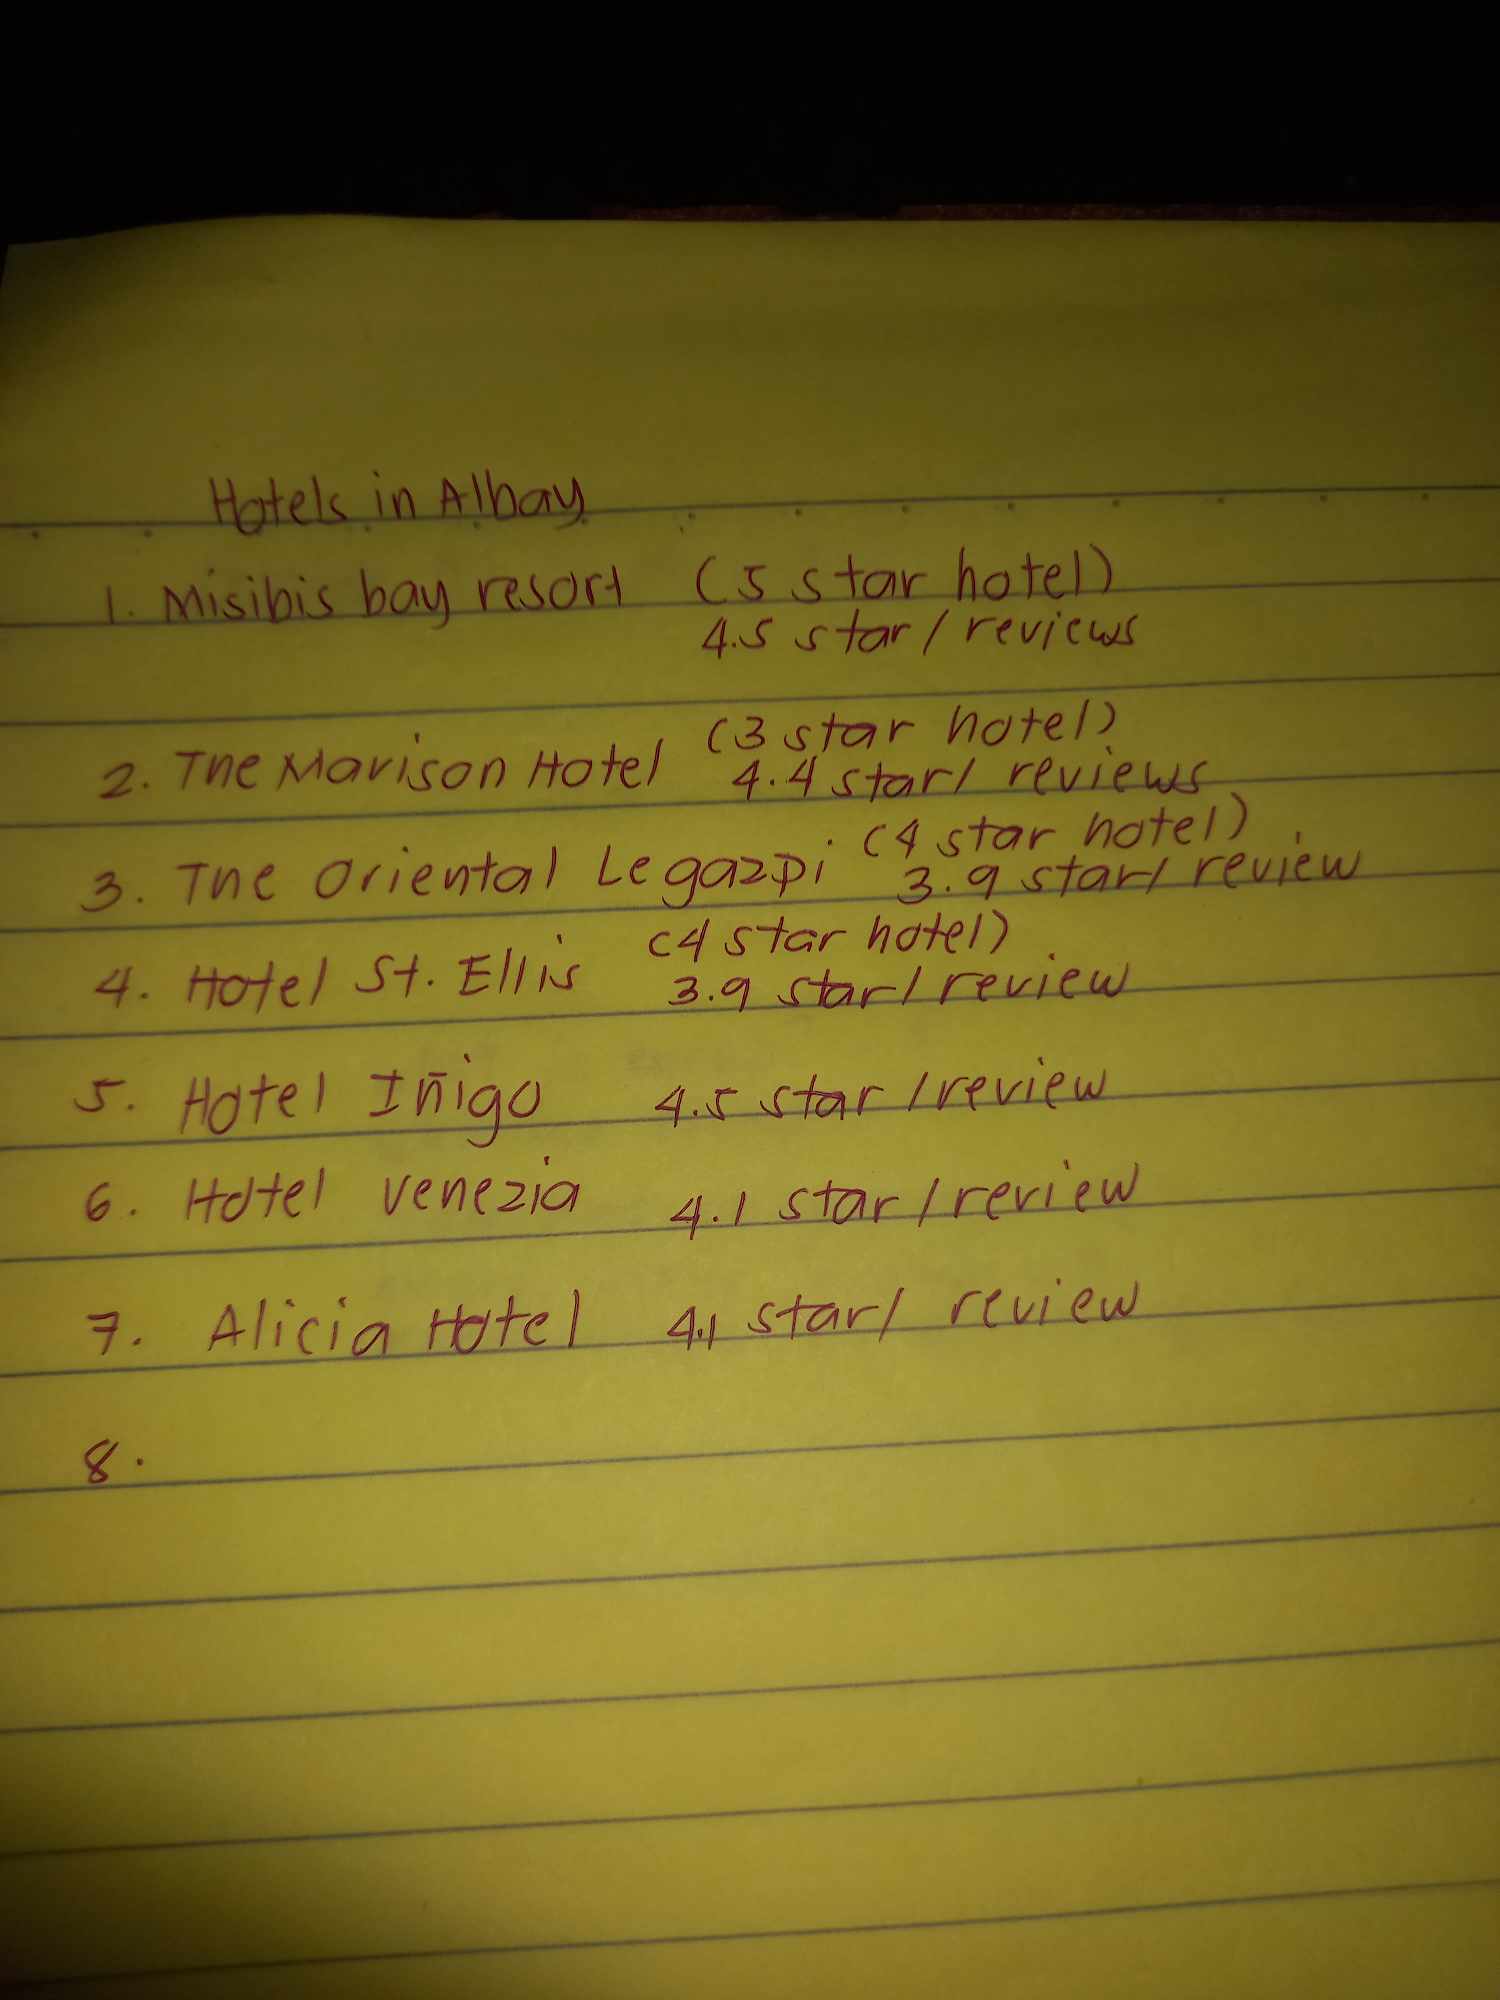 Hotels in Albay
1. Misibis bay resort (5 star hotel)
4.5 star/reviews
(3 star hotel)
2. The Marison Hotel 4.4 star/ reviews
(4 star hotel)
3. The Oriental Legazpi 3.9 star/ review
(4 star hotel)
4. Hotel St. Ellis 3.9 star/ review
5. Hotel Iñigo 4.5 star /review
6. Hotel Venezia 4.1 star/review
7. Alicia Hotel 4.1 star/ review
8.